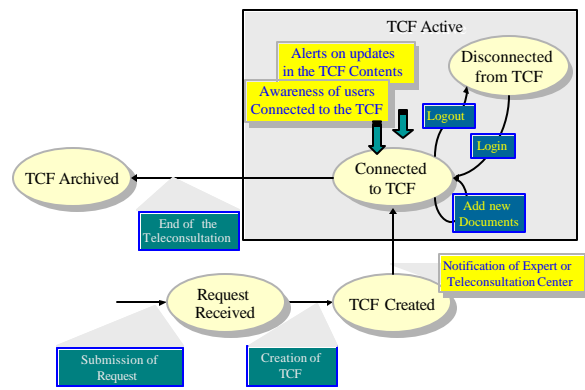 TCF Active
Alerts on updates
in the TCF Contents
Awareness of users
Connected to the TCF
Disconnected
from TCF
Logout
Login
Connected
to TCF
Add new
Documents
TCF Archived
End of the
Teleconsultation
Notification of Expert or
Teleconsultation Center
Request
Received
TCF Created
Submission of
Request
Creation of
TCF